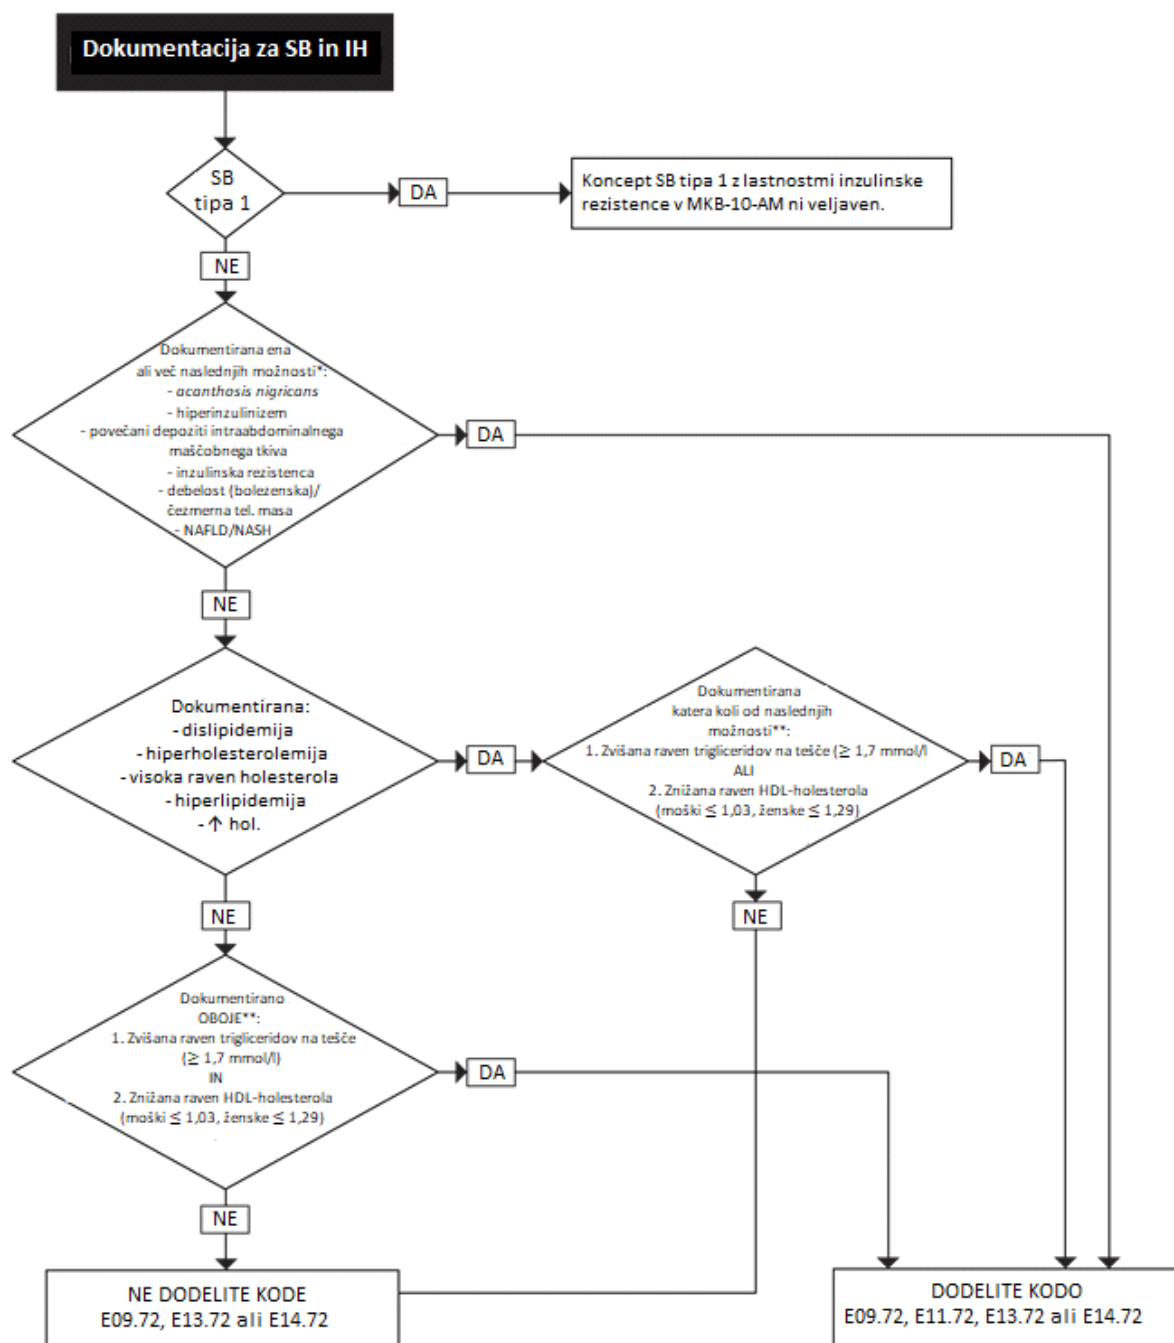 Dokumentacija za SB in IH
SB
tipa 1
DA
Koncept SB tipa 1 z lastnostmi inzulinske
rezistence v MKB-10-AM ni veljaven.
NE
Dokumentirana ena
ali več naslednjih možnosti*:
- acanthosis nigricans
- hiperinzulinizem
- povečani depoziti intraabdominalnega
maščobnega tkiva
- inzulinska rezistenca
- debelost (bolezenska)/
čezmerna tel. masa
- NAFLD/NASH
DA
NE
Dokumentirana:
- dislipidemija
- hiperholesterolemija
- visoka raven holesterola
- hiperlipidemija
- ↑ hol.
DA
Dokumentirana
katera koli od naslednjih
možnosti**:
1. Zvišana raven trigliceridov na tešče (≥ 1,7 mmol/l
ALI
2. Znižana raven HDL-holesterola
(moški ≤ 1,03, ženske ≤ 1,29)
DA
NE
NE
Dokumentirano
OBOJE**:
1. Zvišana raven trigliceridov na tešče
(≥ 1,7 mmol/l)
IN
2. Znižana raven HDL-holesterola
(moški ≤ 1,03, ženske ≤ 1,29)
DA
NE
NE DODELITE KODE
E09.72, E13.72 ali E14.72
DODELITE KODO
E09.72, E11.72, E13.72 ali E14.72